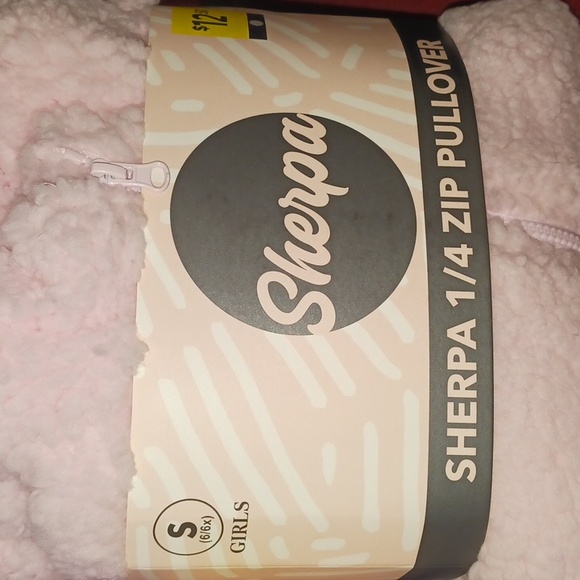 $12
Sherpa
SHERPA 1/4 ZIP PULLOVER
S
(6/6x)
GIRLS